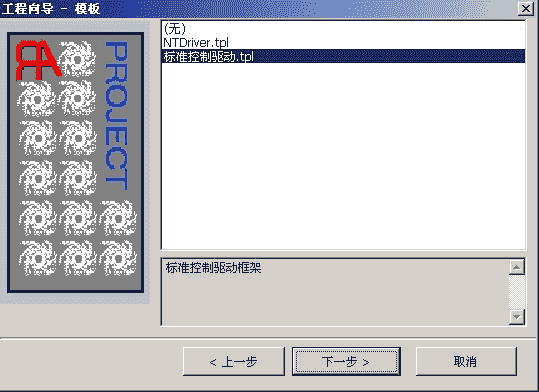 工程向导 - 模板
PROJECT
(无)
NTDriver.tpl
标准控制驱动.tpl
标准控制驱动框架
< 上一步
下一步 >
取消